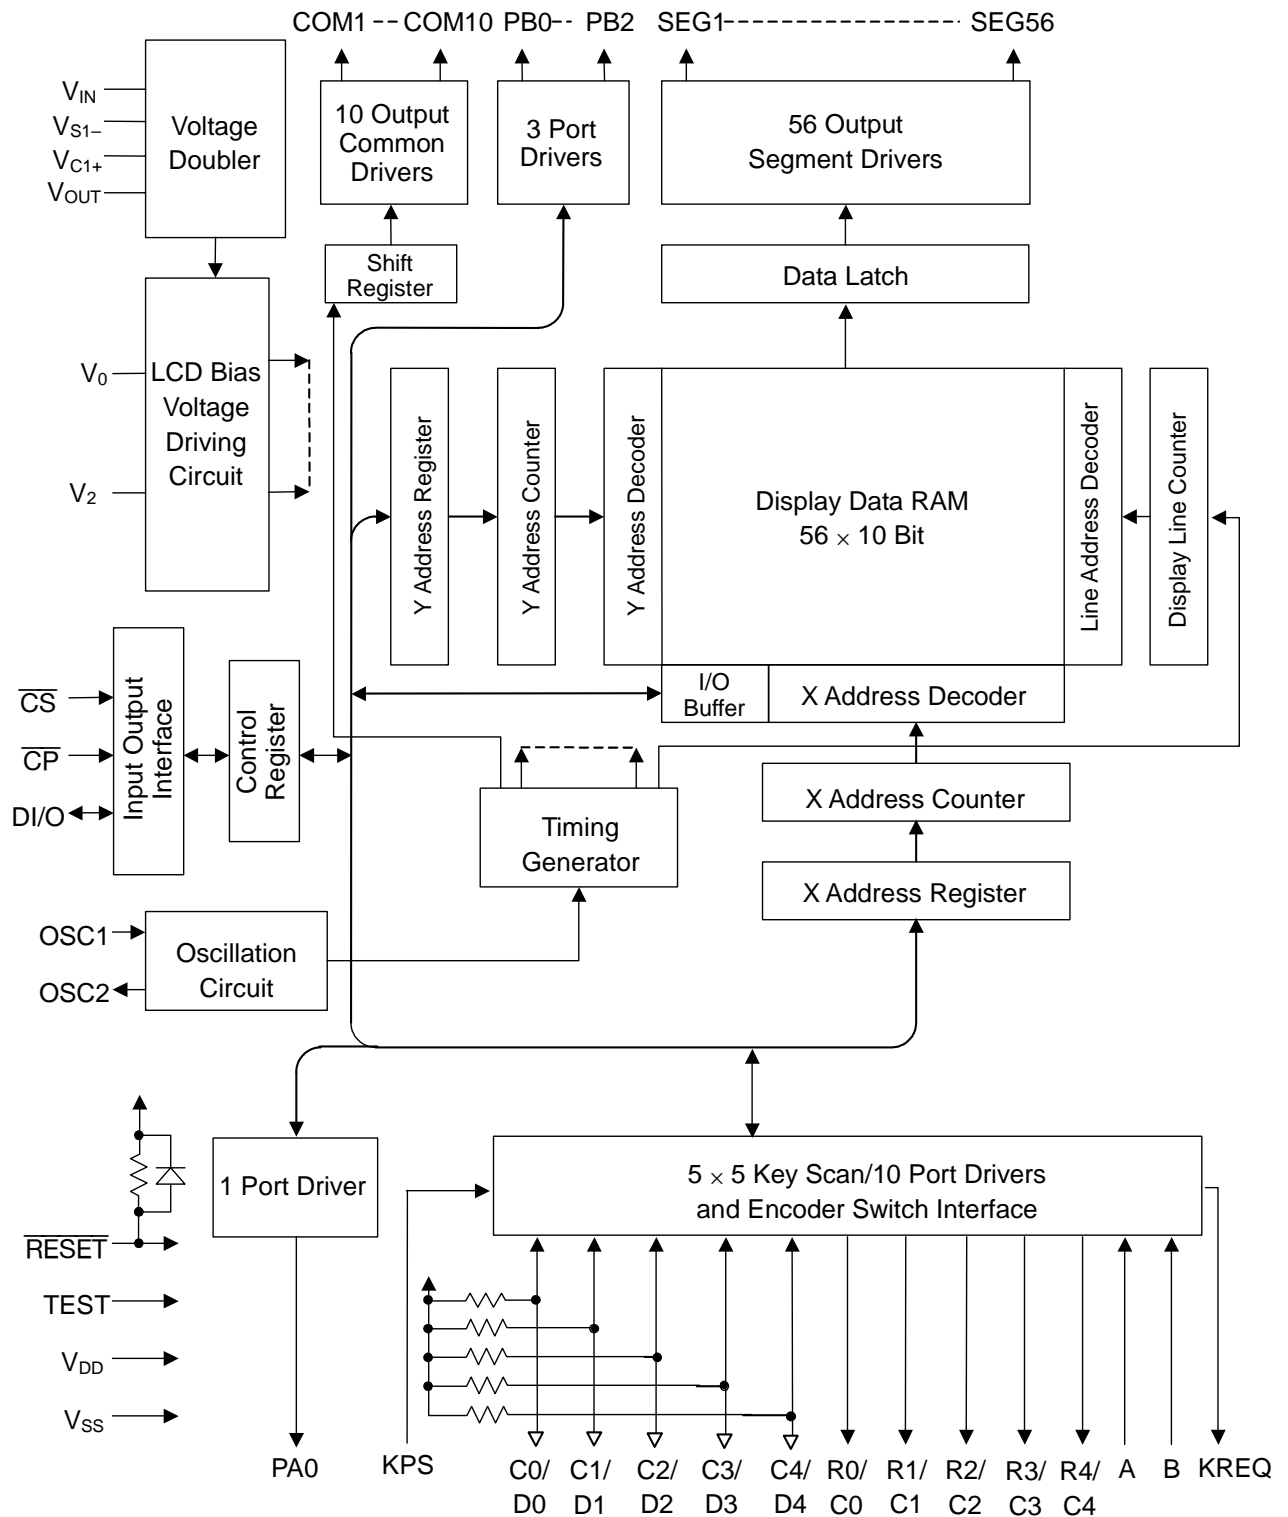 COM1 COM10 PB0 PB2 SEG1 SEG56
VIN
VS1–
VC1+
VOUT
Voltage
Doubler
10 Output
Common
Drivers
3 Port
Drivers
56 Output
Segment Drivers
Shift
Register
Data Latch
V0
V2
LCD Bias
Voltage
Driving
Circuit
Y Address Register
Y Address Counter
Y Address Decoder
Display Data RAM
56 × 10 Bit
Line Address Decoder
Display Line Counter
I/O
Buffer
X Address Decoder
CS
CP
DI/O
Input Output
Interface
Control
Register
Timing
Generator
X Address Counter
X Address Register
OSC1
OSC2
Oscillation
Circuit
1 Port Driver
5 × 5 Key Scan/10 Port Drivers
and Encoder Switch Interface
RESET
TEST
VDD
VSS
PA0
KPS
C0/
D0
C1/
D1
C2/
D2
C3/
D3
C4/
D4
R0/
C0
R1/
C1
R2/
C2
R3/
C3
R4/
C4
A
B
KREQ